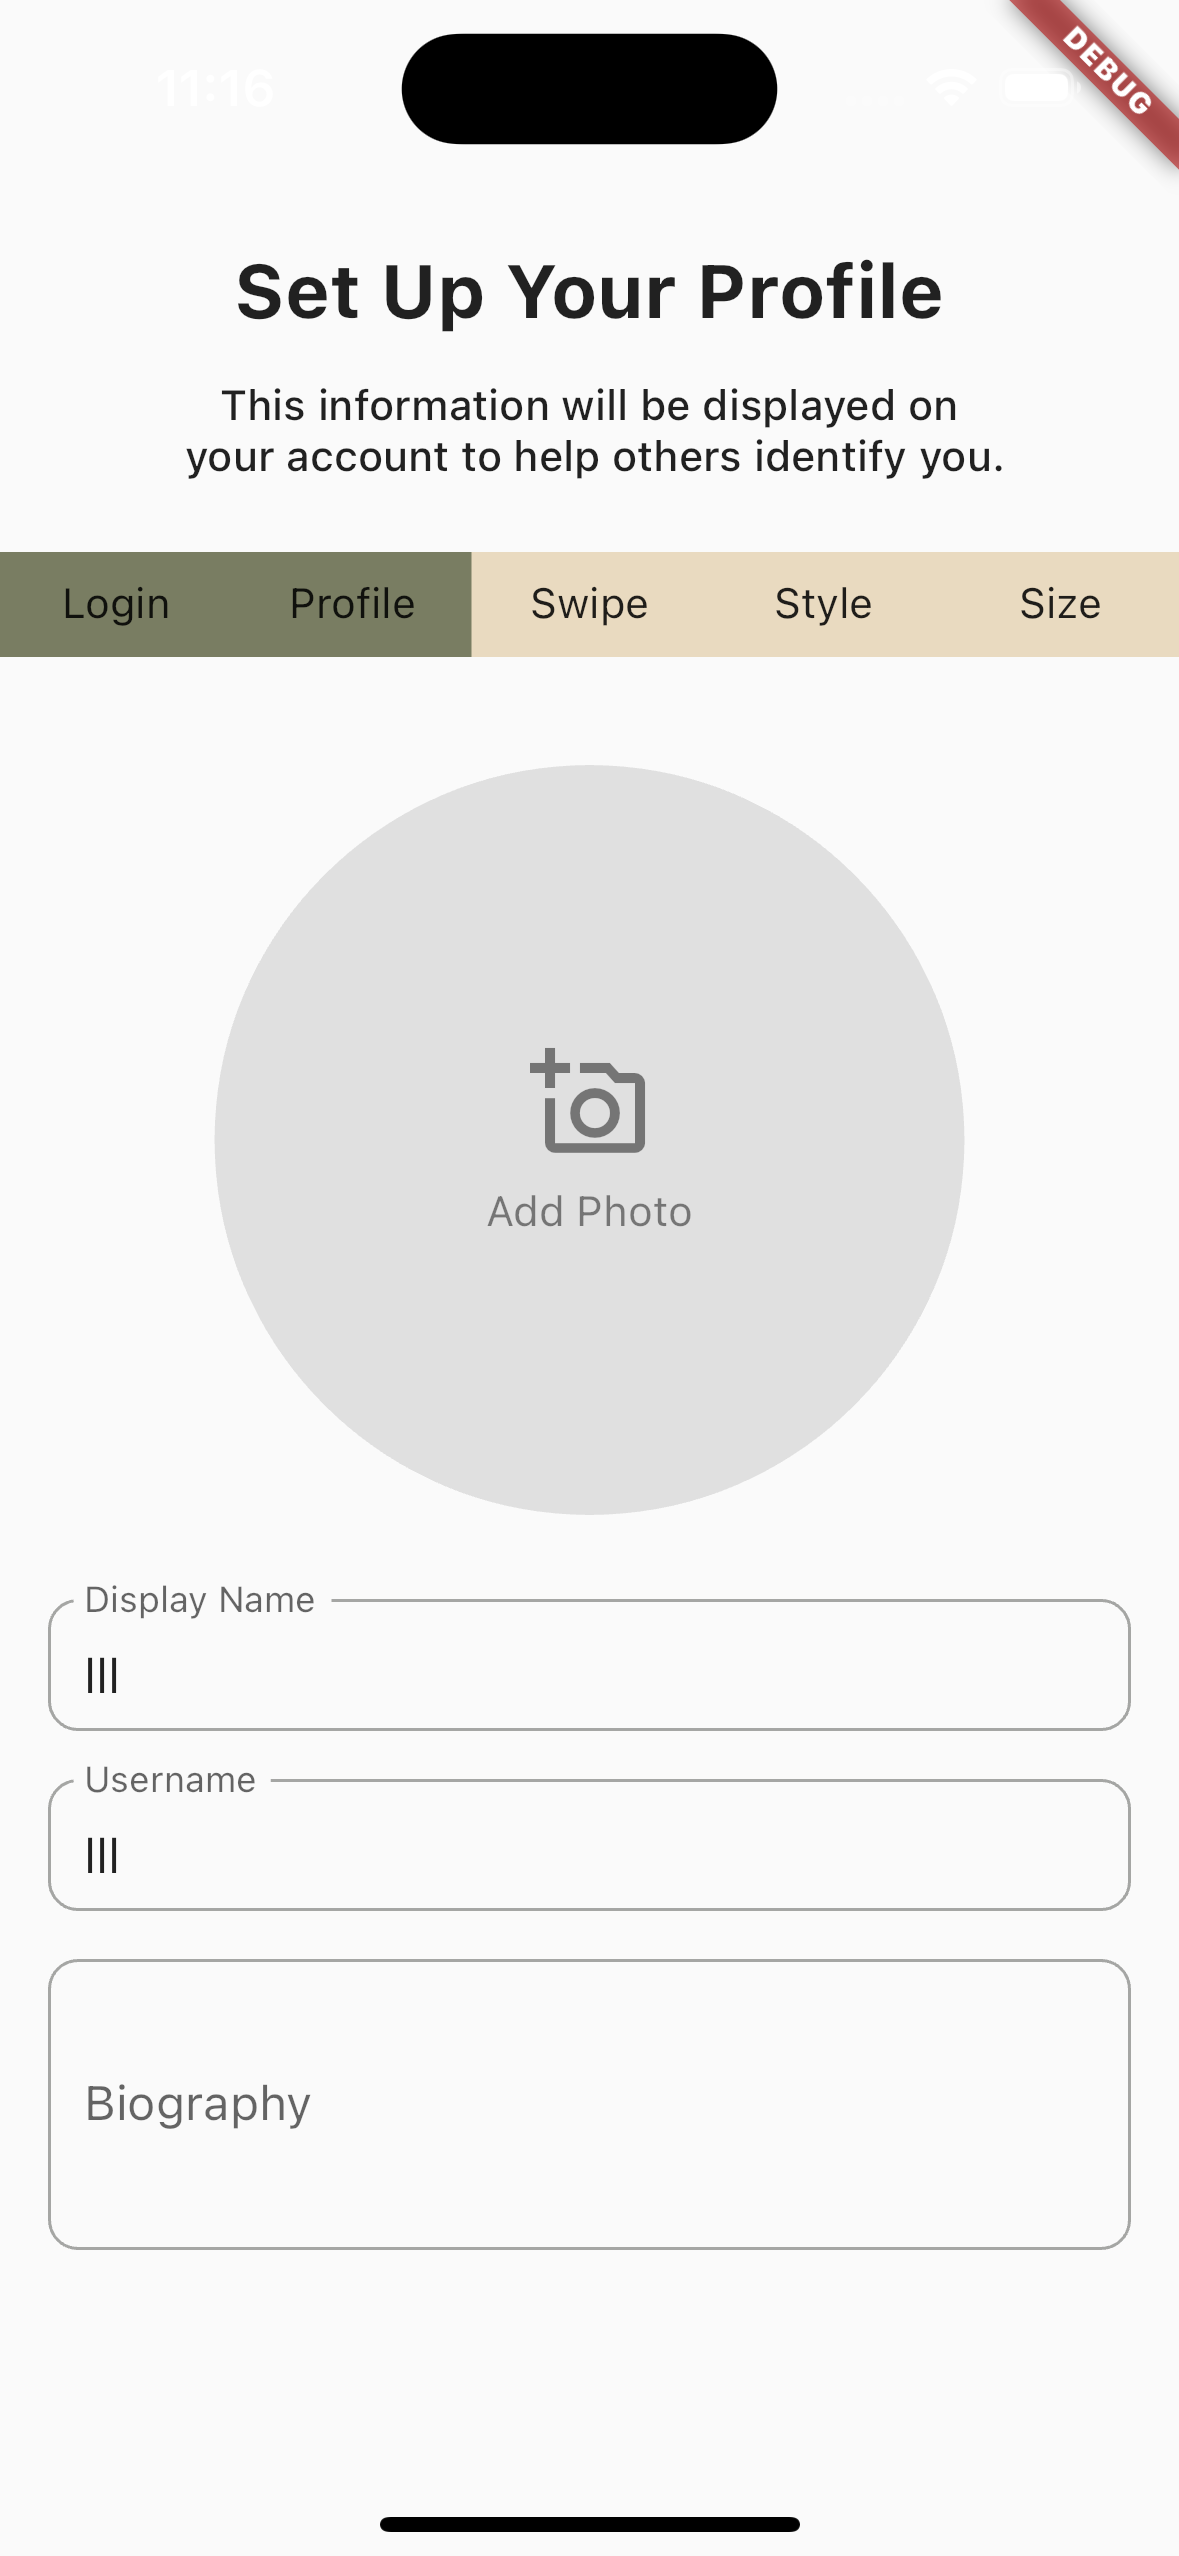 11:16
DEBUG
Set Up Your Profile
This information will be displayed on
your account to help others identify you.
Login Profile Swipe Style Size
Add Photo
Display Name
lll
Username
lll
Biography